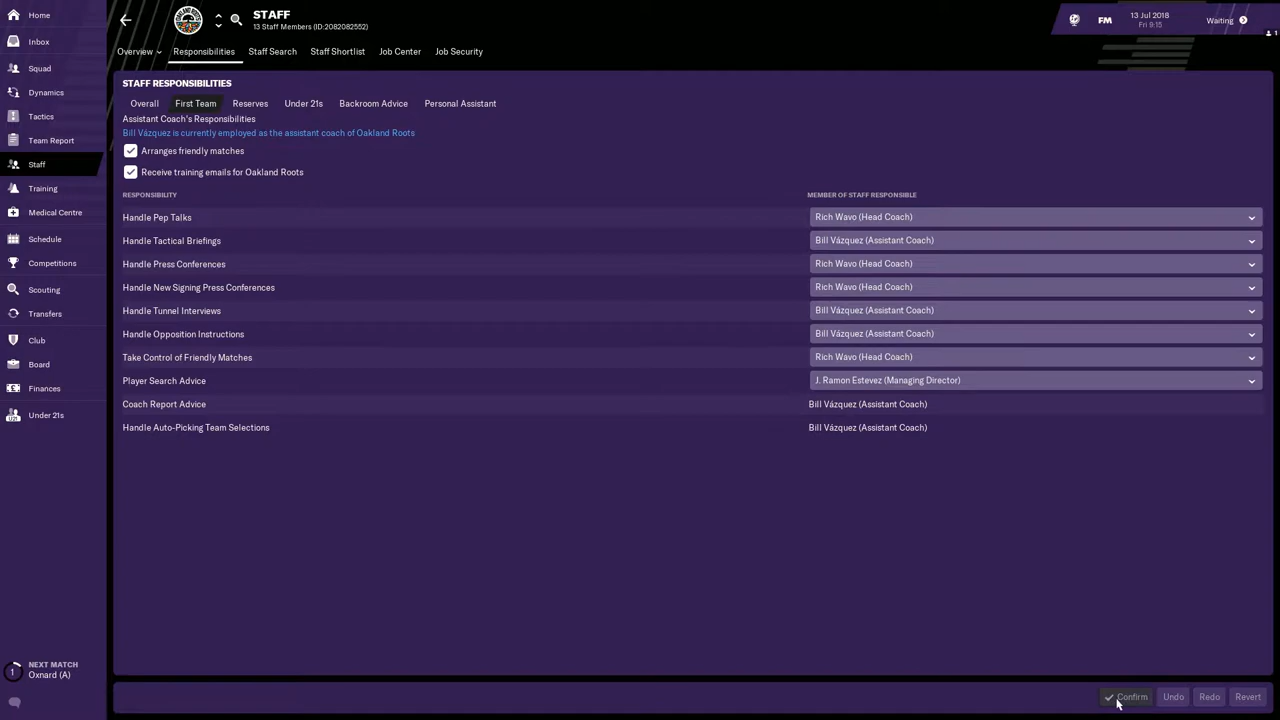 Home
Inbox
Squad
Dynamics
Tactics
Team Report
Staff
Training
Medical Centre
Schedule
Competitions
Scouting
Transfers
Club
Board
Finances
Under 21s
NEXT MATCH
1 Oxnard (A)
STAFF
13 Staff Members (ID:2082082552)
FM
13 Jul 2018
Fri 9:15
Waiting
1
Overview Responsibilities Staff Search Staff Shortlist Job Center Job Security
STAFF RESPONSIBILITIES
Overall First Team Reserves Under 21s Backroom Advice Personal Assistant
Assistant Coach's Responsibilities
Bill Vázquez is currently employed as the assistant coach of Oakland Roots
Arranges friendly matches
Receive training emails for Oakland Roots
RESPONSIBILITY MEMBER OF STAFF RESPONSIBLE
Handle Pep Talks Rich Wavo (Head Coach)
Handle Tactical Briefings Bill Vázquez (Assistant Coach)
Handle Press Conferences Rich Wavo (Head Coach)
Handle New Signing Press Conferences Rich Wavo (Head Coach)
Handle Tunnel Interviews Bill Vázquez (Assistant Coach)
Handle Opposition Instructions Bill Vázquez (Assistant Coach)
Take Control of Friendly Matches Rich Wavo (Head Coach)
Player Search Advice J. Ramon Estevez (Managing Director)
Coach Report Advice Bill Vázquez (Assistant Coach)
Handle Auto-Picking Team Selections Bill Vázquez (Assistant Coach)
Confirm Undo Redo Revert